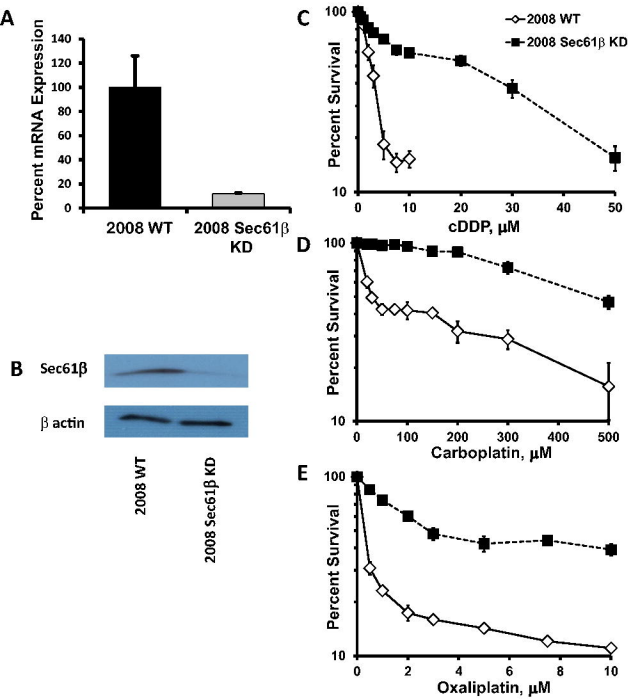 A
Percent mRNA Expression
140
120
100
80
60
40
20
0
2008 WT
2008 Sec61β
KD
B
Sec61β
β actin
2008 WT
2008 Sec61β KD
C
2008 WT
2008 Sec61β KD
Percent Survival
100
10
0
10
20
30
40
50
cDDP, μM
D
Percent Survival
100
10
0
100
200
300
400
500
Carboplatin, μM
E
Percent Survival
100
10
0
2
4
6
8
10
Oxaliplatin, μM